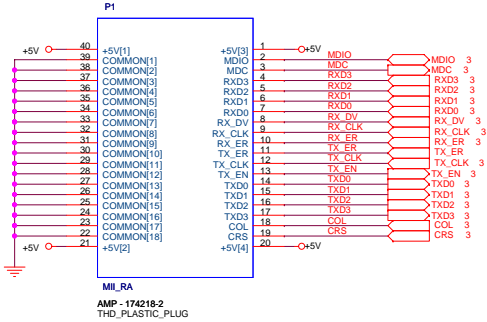 P1
+5V 40 +5V[1] +5V[3] 1 +5V
39 COMMON[1] MDIO 2 MDIO MDIO 3
38 COMMON[2] MDC 3 MDC MDC 3
37 COMMON[3] RXD3 4 RXD3 RXD3 3
36 COMMON[4] RXD2 5 RXD2 RXD2 3
35 COMMON[5] RXD1 6 RXD1 RXD1 3
34 COMMON[6] RXD0 7 RXD0 RXD0 3
33 COMMON[7] RX_DV 8 RX_DV RX_DV 3
32 COMMON[8] RX_CLK 9 RX_CLK RX_CLK 3
31 COMMON[9] RX_ER 10 RX_ER RX_ER 3
30 COMMON[10] TX_ER 11 TX_ER TX_ER
29 COMMON[11] TX_CLK 12 TX_CLK TX_CLK 3
28 COMMON[12] TX_EN 13 TX_EN TX_EN 3
27 COMMON[13] TXD0 14 TXD0 TXD0 3
26 COMMON[14] TXD1 15 TXD1 TXD1 3
25 COMMON[15] TXD2 16 TXD2 TXD2 3
24 COMMON[16] TXD3 17 TXD3 TXD3 3
23 COMMON[17] COL 18 COL COL 3
22 COMMON[18] CRS 19 CRS CRS 3
+5V 21 +5V[2] +5V[4] 20 +5V
MII_RA
AMP - 174218-2
THD_PLASTIC_PLUG